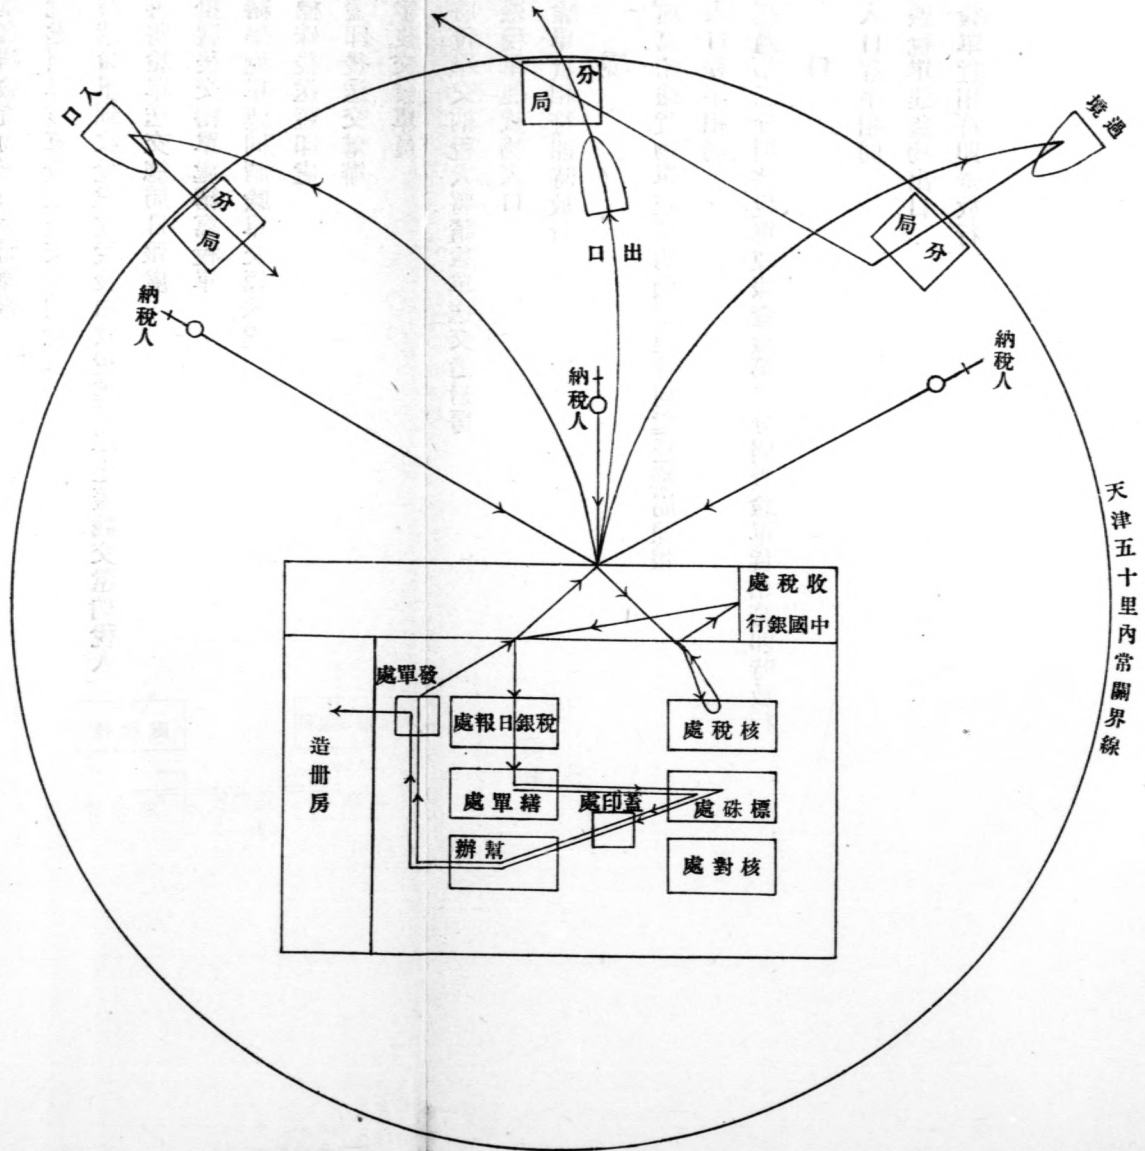 過境
分局
入口
分局
分局
出口
納稅人
納稅人
納稅人
天津五十里內常關界線
收稅處
中國銀行
發單處
核稅處
稅銀日報處
標硃處
蓋印處
繕單處
核對處
幫辦
造冊房